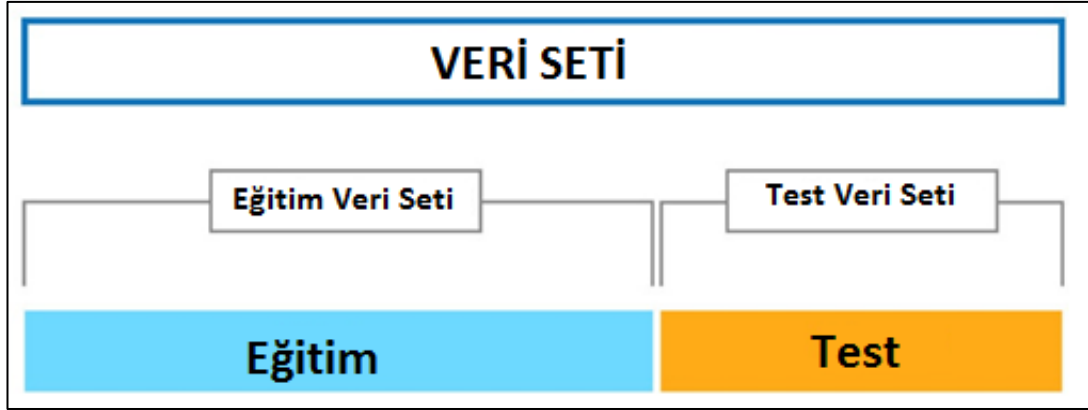 VERİ SETİ
Eğitim Veri Seti
Test Veri Seti
Eğitim
Test